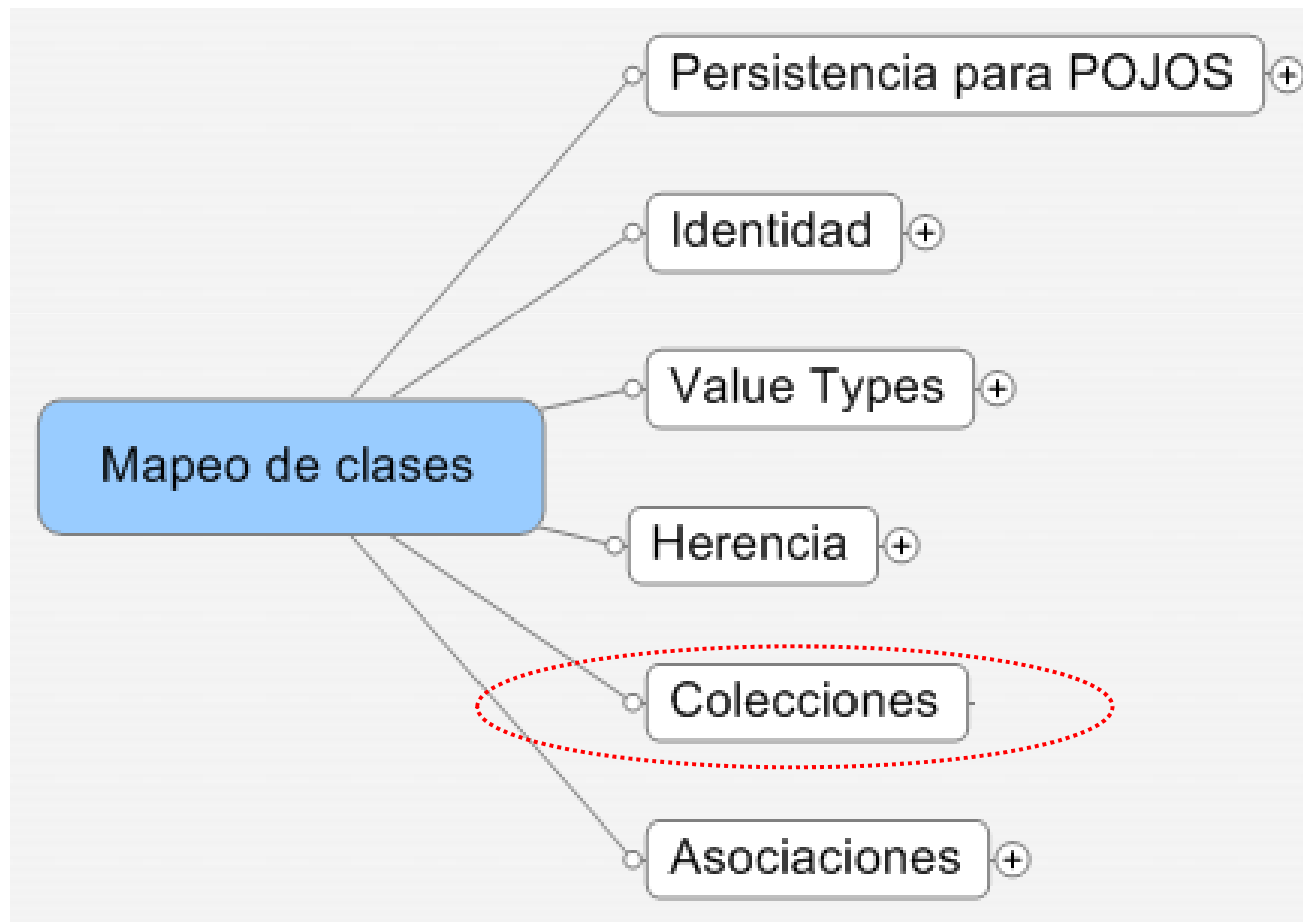 Persistencia para POJOS
Identidad
Value Types
Mapeo de clases
Herencia
Colecciones
Asociaciones